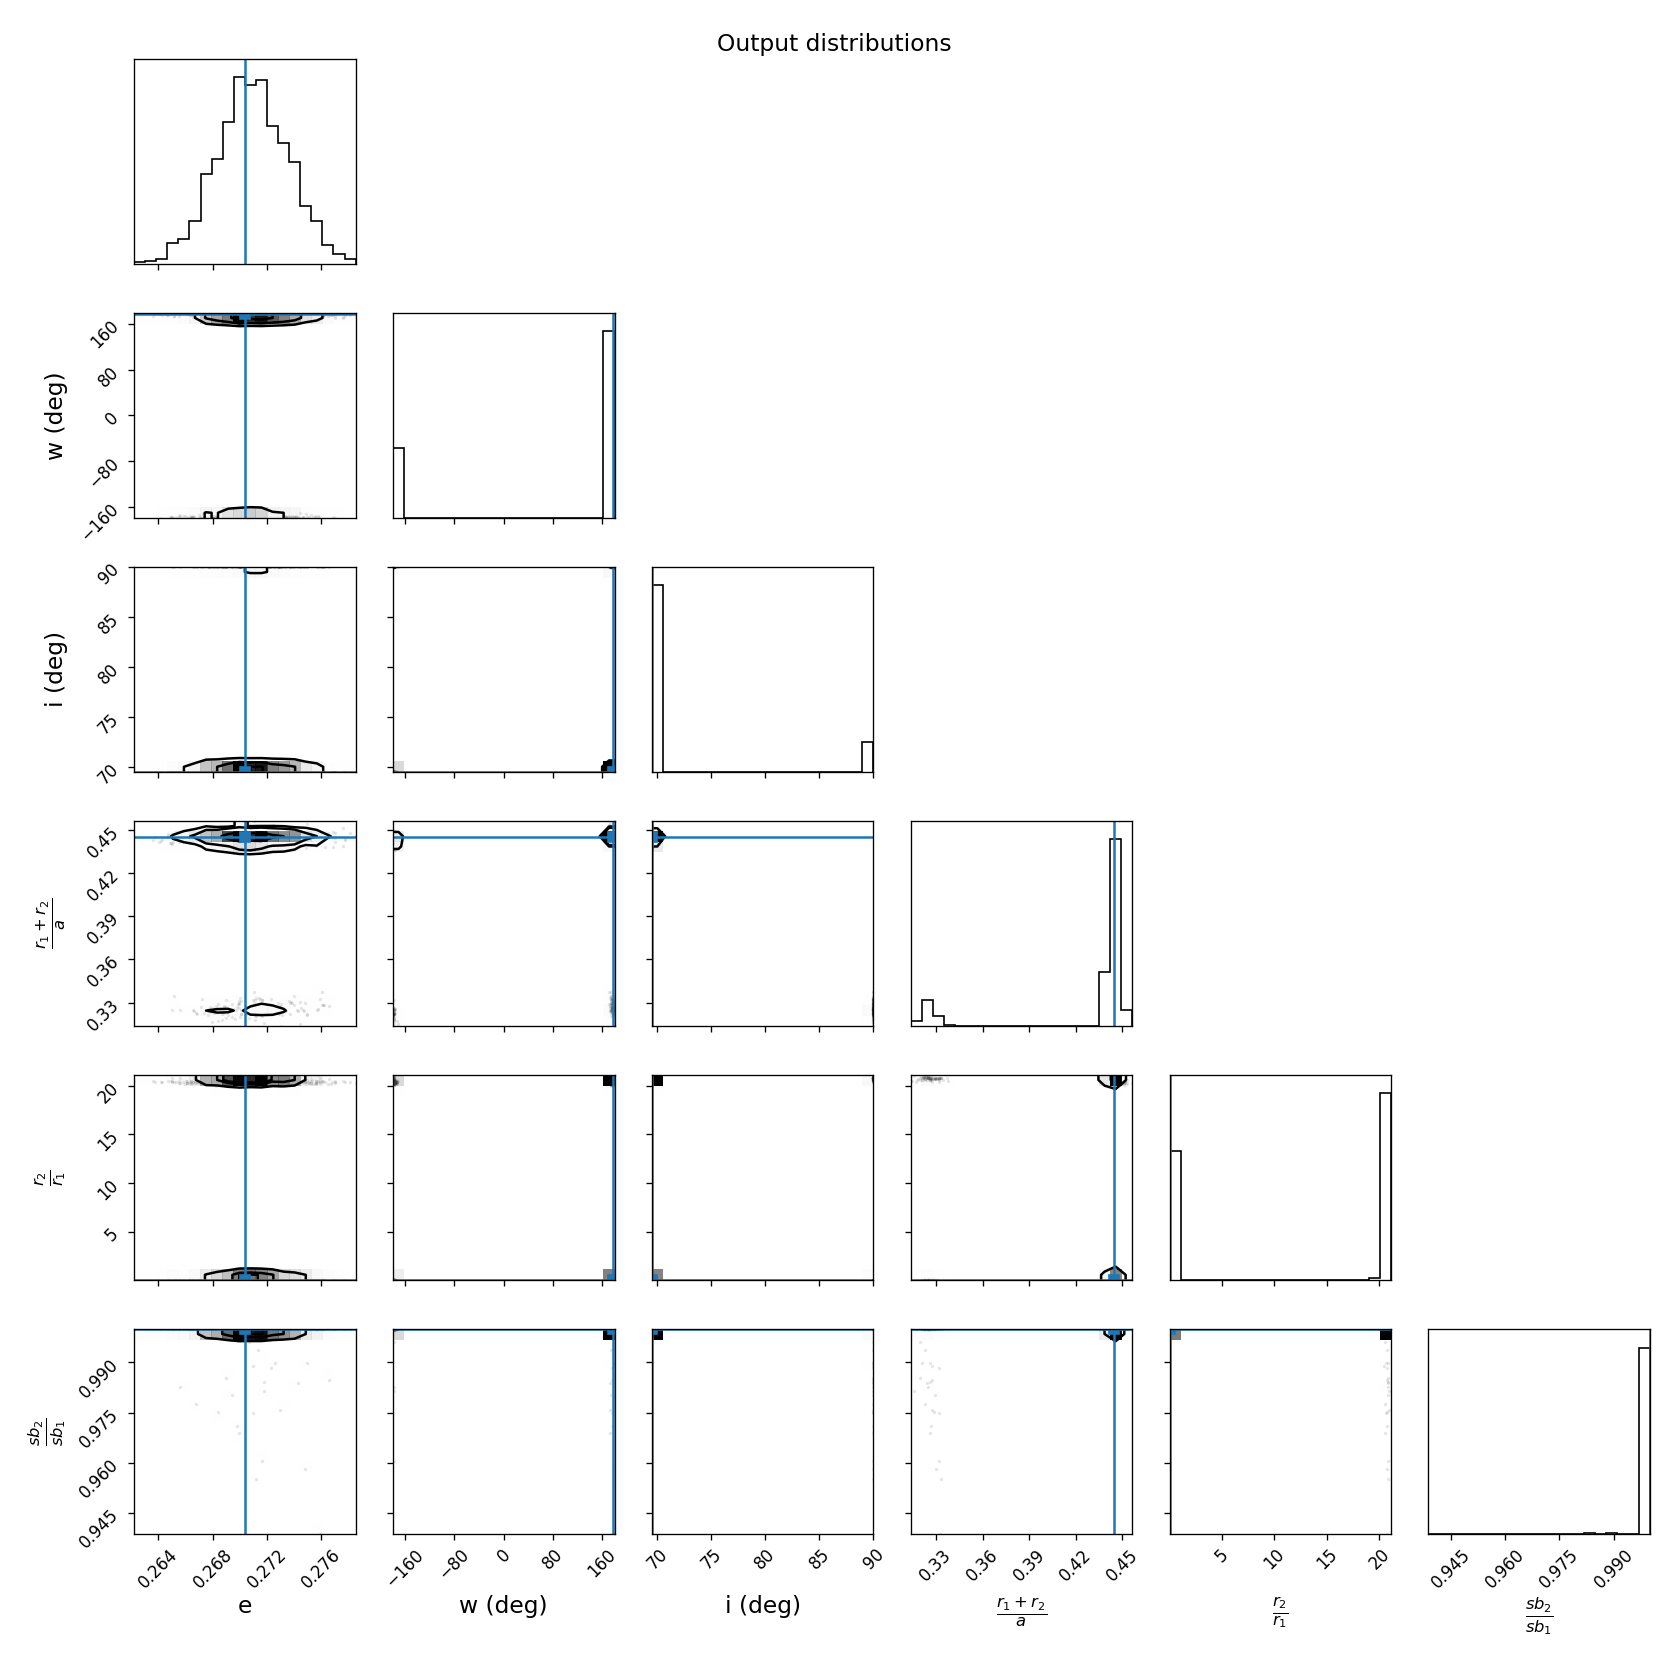 Output distributions
w (deg)
160
80
0
−80
−160
i (deg)
90
85
80
75
70
r₁ + r₂
a
0.45
0.42
0.39
0.36
0.33
r₂
r₁
20
15
10
5
sb₂
sb₁
0.990
0.975
0.960
0.945
0.264 0.268 0.272 0.276
−160 −80 0 80 160
70 75 80 85 90
0.33 0.36 0.39 0.42 0.45
5 10 15 20
0.945 0.960 0.975 0.990
e
w (deg)
i (deg)
r₁ + r₂
a
r₂
r₁
sb₂
sb₁